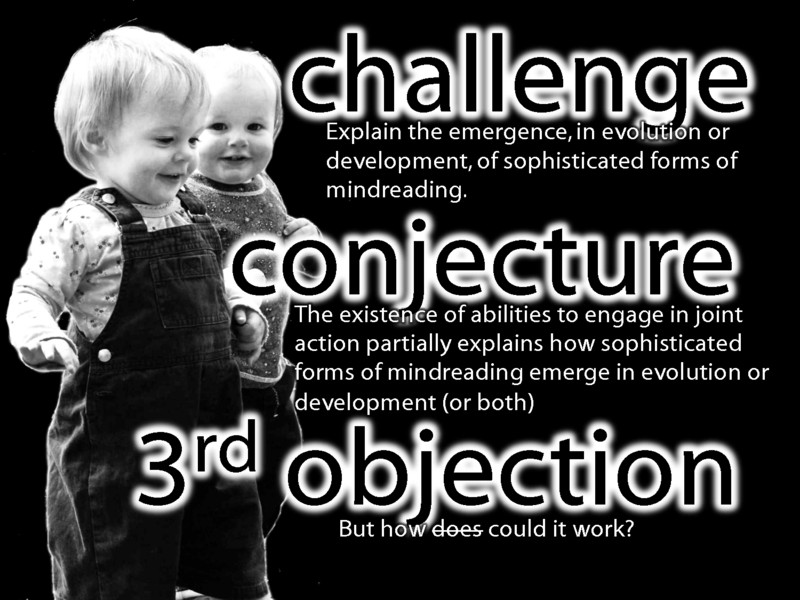 challenge
Explain the emergence, in evolution or
development, of sophisticated forms of
mindreading.
conjecture
The existence of abilities to engage in joint
action partially explains how sophisticated
forms of mindreading emerge in evolution or
development (or both)
3rd objection
But how does could it work?